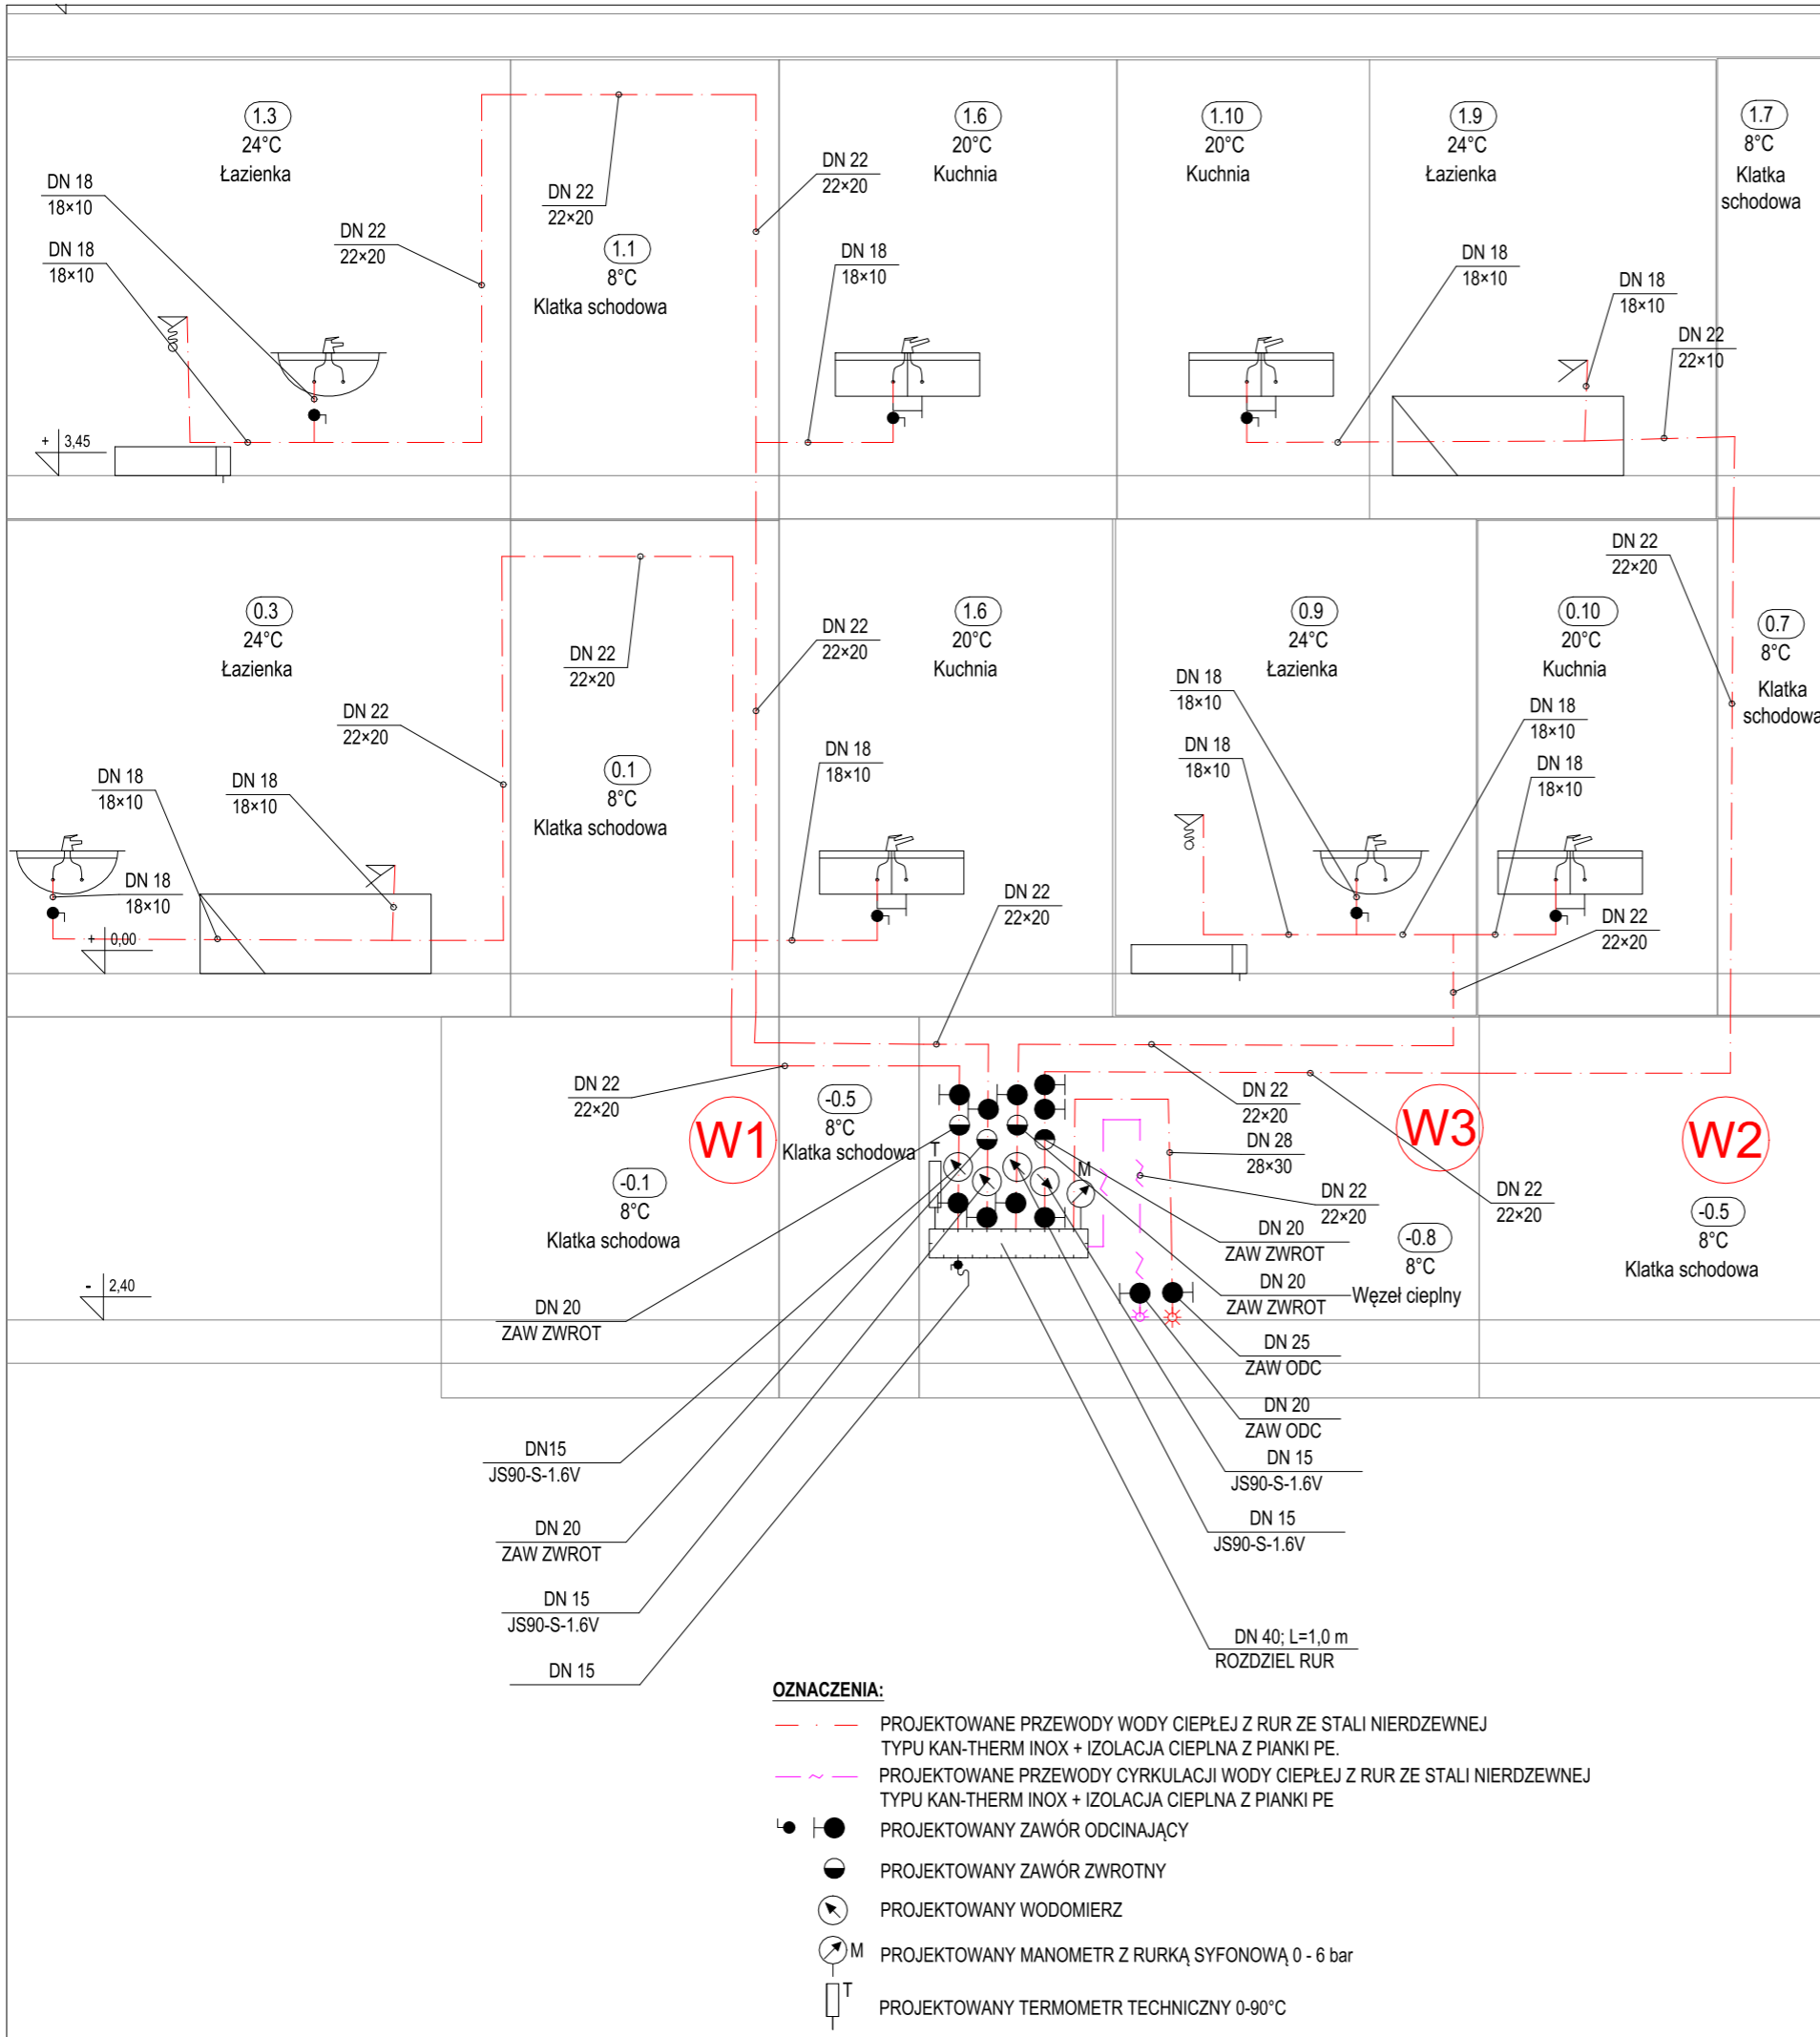 1.3
24°C
Łazienka
DN 18
18×10
DN 18
18×10
DN 22
22×20
DN 22
22×20
1.1
8°C
Klatka schodowa
DN 22
22×20
1.6
20°C
Kuchnia
DN 18
18×10
1.10
20°C
Kuchnia
1.9
24°C
Łazienka
DN 18
18×10
DN 18
18×10
DN 22
22×10
1.7
8°C
Klatka
schodowa
+ 3,45
0.3
24°C
Łazienka
DN 22
22×20
DN 18
18×10
DN 18
18×10
DN 18
18×10
+ 0,00
DN 22
22×20
0.1
8°C
Klatka schodowa
DN 22
22×20
1.6
20°C
Kuchnia
DN 18
18×10
DN 22
22×20
0.9
24°C
Łazienka
DN 18
18×10
DN 18
18×10
0.10
20°C
Kuchnia
DN 18
18×10
DN 18
18×10
DN 22
22×20
DN 22
22×20
0.7
8°C
Klatka
schodowa
DN 22
22×20
W1
-0.5
8°C
Klatka schodowa
-0.1
8°C
Klatka schodowa
T
M
DN 22
22×20
DN 28
28×30
DN 22
22×20
W3
W2
DN 22
22×20
DN 20
ZAW ZWROT
DN 20
ZAW ZWROT
-0.8
8°C
Węzeł cieplny
-0.5
8°C
Klatka schodowa
- 2,40
DN 20
ZAW ZWROT
DN 25
ZAW ODC
DN 20
ZAW ODC
DN15
JS90-S-1.6V
DN 15
JS90-S-1.6V
DN 20
ZAW ZWROT
DN 15
JS90-S-1.6V
DN 15
JS90-S-1.6V
DN 15
DN 40; L=1,0 m
ROZDZIEL RUR
OZNACZENIA:
PROJEKTOWANE PRZEWODY WODY CIEPŁEJ Z RUR ZE STALI NIERDZEWNEJ
TYPU KAN-THERM INOX + IZOLACJA CIEPLNA Z PIANKI PE.
PROJEKTOWANE PRZEWODY CYRKULACJI WODY CIEPŁEJ Z RUR ZE STALI NIERDZEWNEJ
TYPU KAN-THERM INOX + IZOLACJA CIEPLNA Z PIANKI PE
PROJEKTOWANY ZAWÓR ODCINAJĄCY
PROJEKTOWANY ZAWÓR ZWROTNY
PROJEKTOWANY WODOMIERZ
M PROJEKTOWANY MANOMETR Z RURKĄ SYFONOWĄ 0 - 6 bar
T PROJEKTOWANY TERMOMETR TECHNICZNY 0-90°C